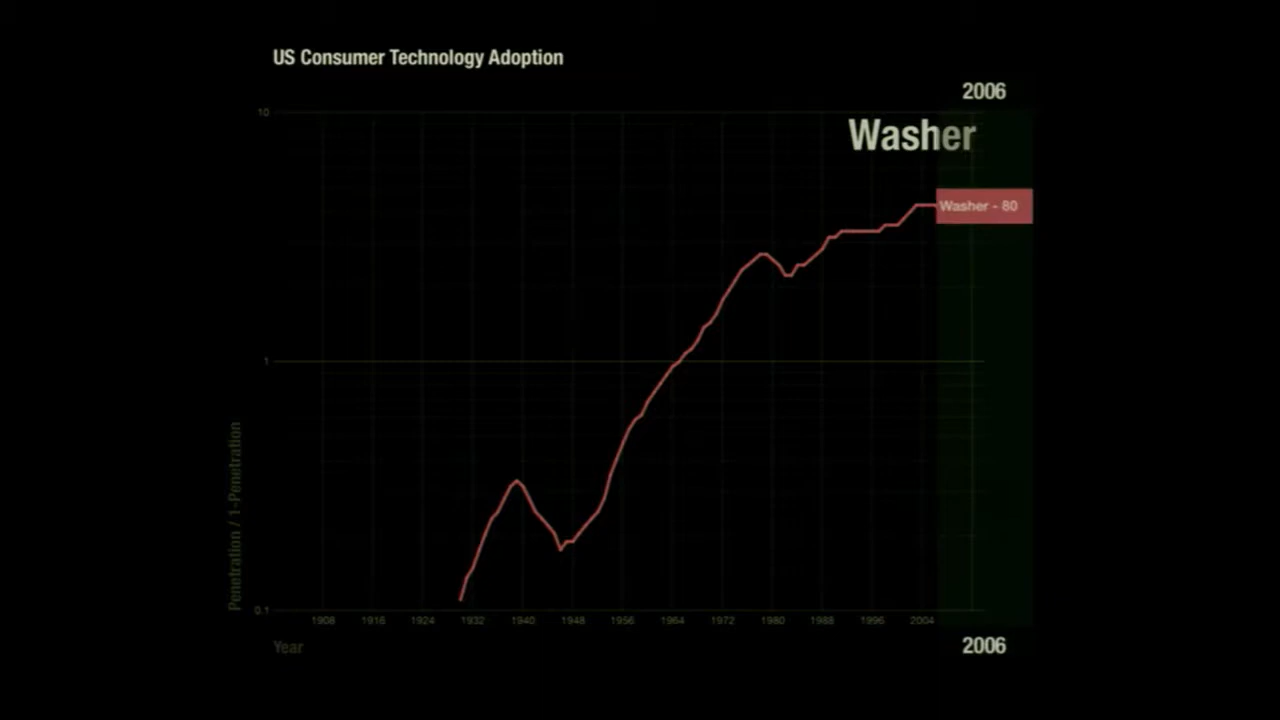 US Consumer Technology Adoption
2006
10
Washer
Washer - 80
1
Penetration / 1-Penetration
0.1
1908 1916 1924 1932 1940 1948 1956 1964 1972 1980 1988 1996 2004
Year
2006